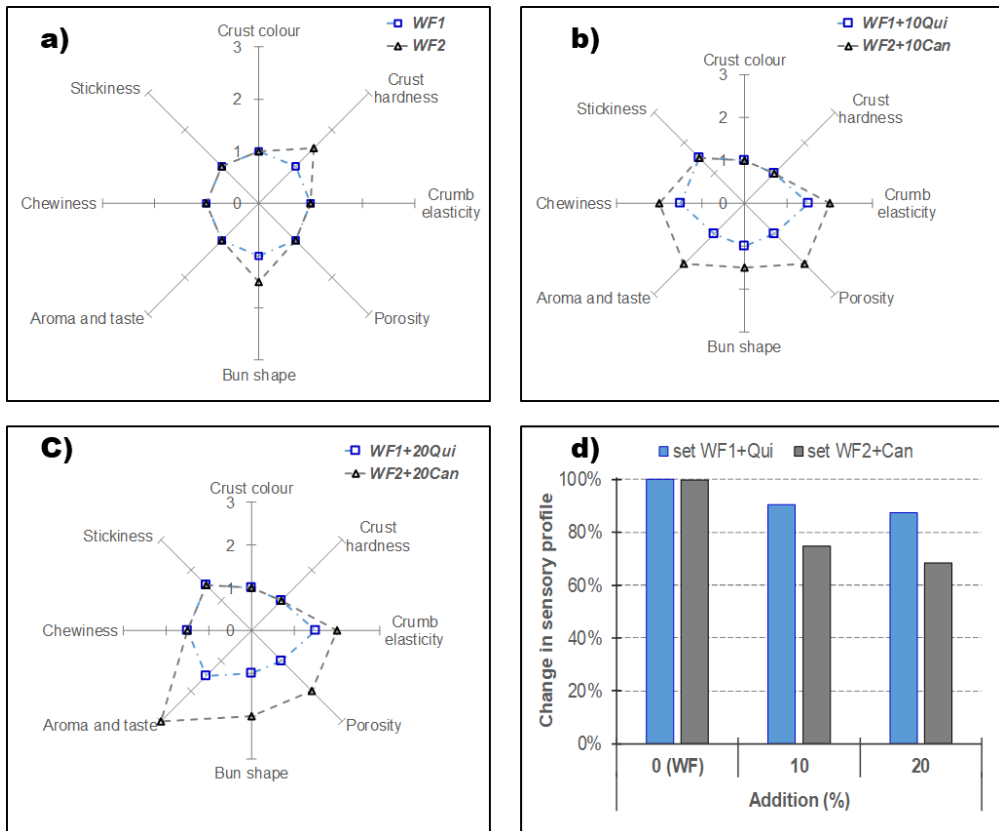 a)
WF1
WF2
Crust colour
3
2
1
0
Crust
hardness
Crumb
elasticity
Porosity
Bun shape
Aroma and taste
Chewiness
Stickiness
b)
WF1+10Qui
WF2+10Can
Crust colour
3
2
1
0
Crust
hardness
Crumb
elasticity
Porosity
Bun shape
Aroma and taste
Chewiness
Stickiness
c)
WF1+20Qui
WF2+20Can
Crust colour
3
2
1
0
Crust
hardness
Crumb
elasticity
Porosity
Bun shape
Aroma and taste
Chewiness
Stickiness
d)
set WF1+Qui
set WF2+Can
Change in sensory profile
100%
80%
60%
40%
20%
0%
0 (WF)
10
20
Addition (%)